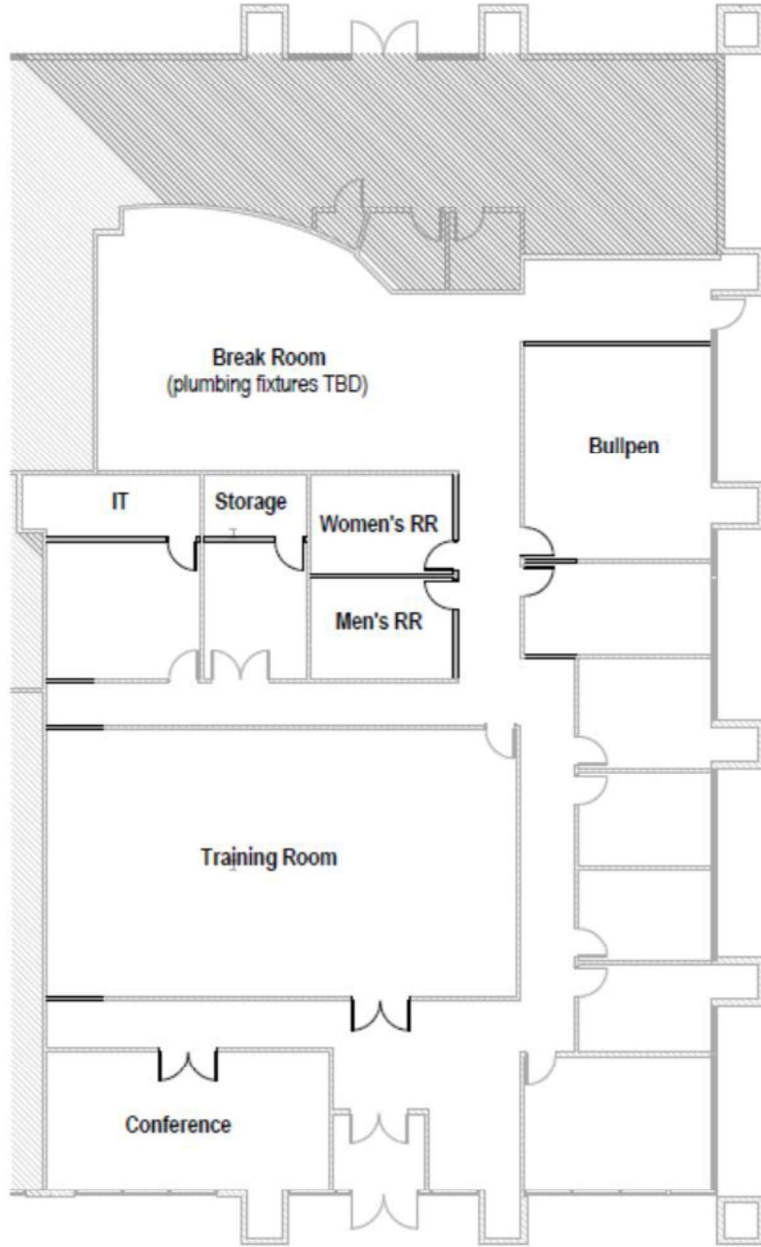 Break Room
(plumbing fixtures TBD)
Bullpen
IT
Storage
Women's RR
Men's RR
Training Room
Conference